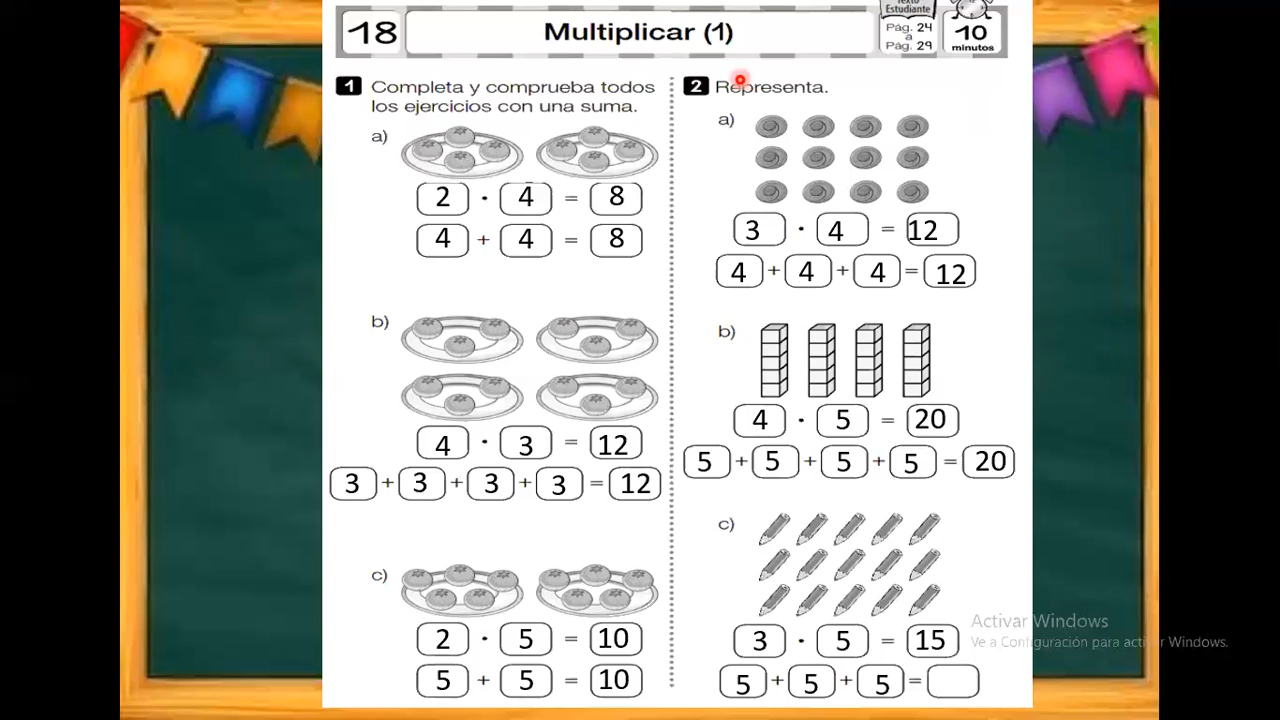 18
Multiplicar (1)
Texto
Estudiante
Pág. 24
a
Pág. 29
10
minutos
1 Completa y comprueba todos
los ejercicios con una suma.
a)
2 · 4 = 8
4 + 4 = 8
b)
4 · 3 = 12
3 + 3 + 3 + 3 = 12
c)
2 · 5 = 10
5 + 5 = 10
2 Representa.
a)
3 · 4 = 12
4 + 4 + 4 = 12
b)
4 · 5 = 20
5 + 5 + 5 + 5 = 20
c)
3 · 5 = 15
5 + 5 + 5 =
Activar Windows
Ve a Configuración para activar Windows.